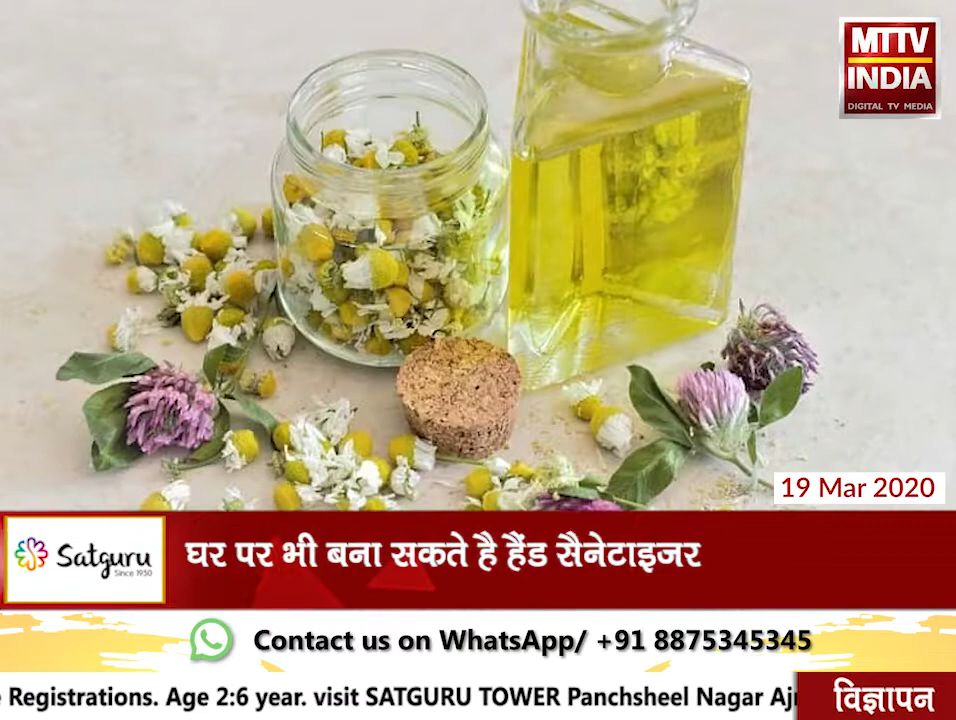 MTTV
INDIA
DIGITAL TV MEDIA
19 Mar 2020
Satguru
Since 1950
घर पर भी बना सकते है हैंड सैनेटाइजर
Contact us on WhatsApp/ +91 8875345345
Registrations. Age 2:6 year. visit SATGURU TOWER Panchsheel Nagar
विज्ञापन